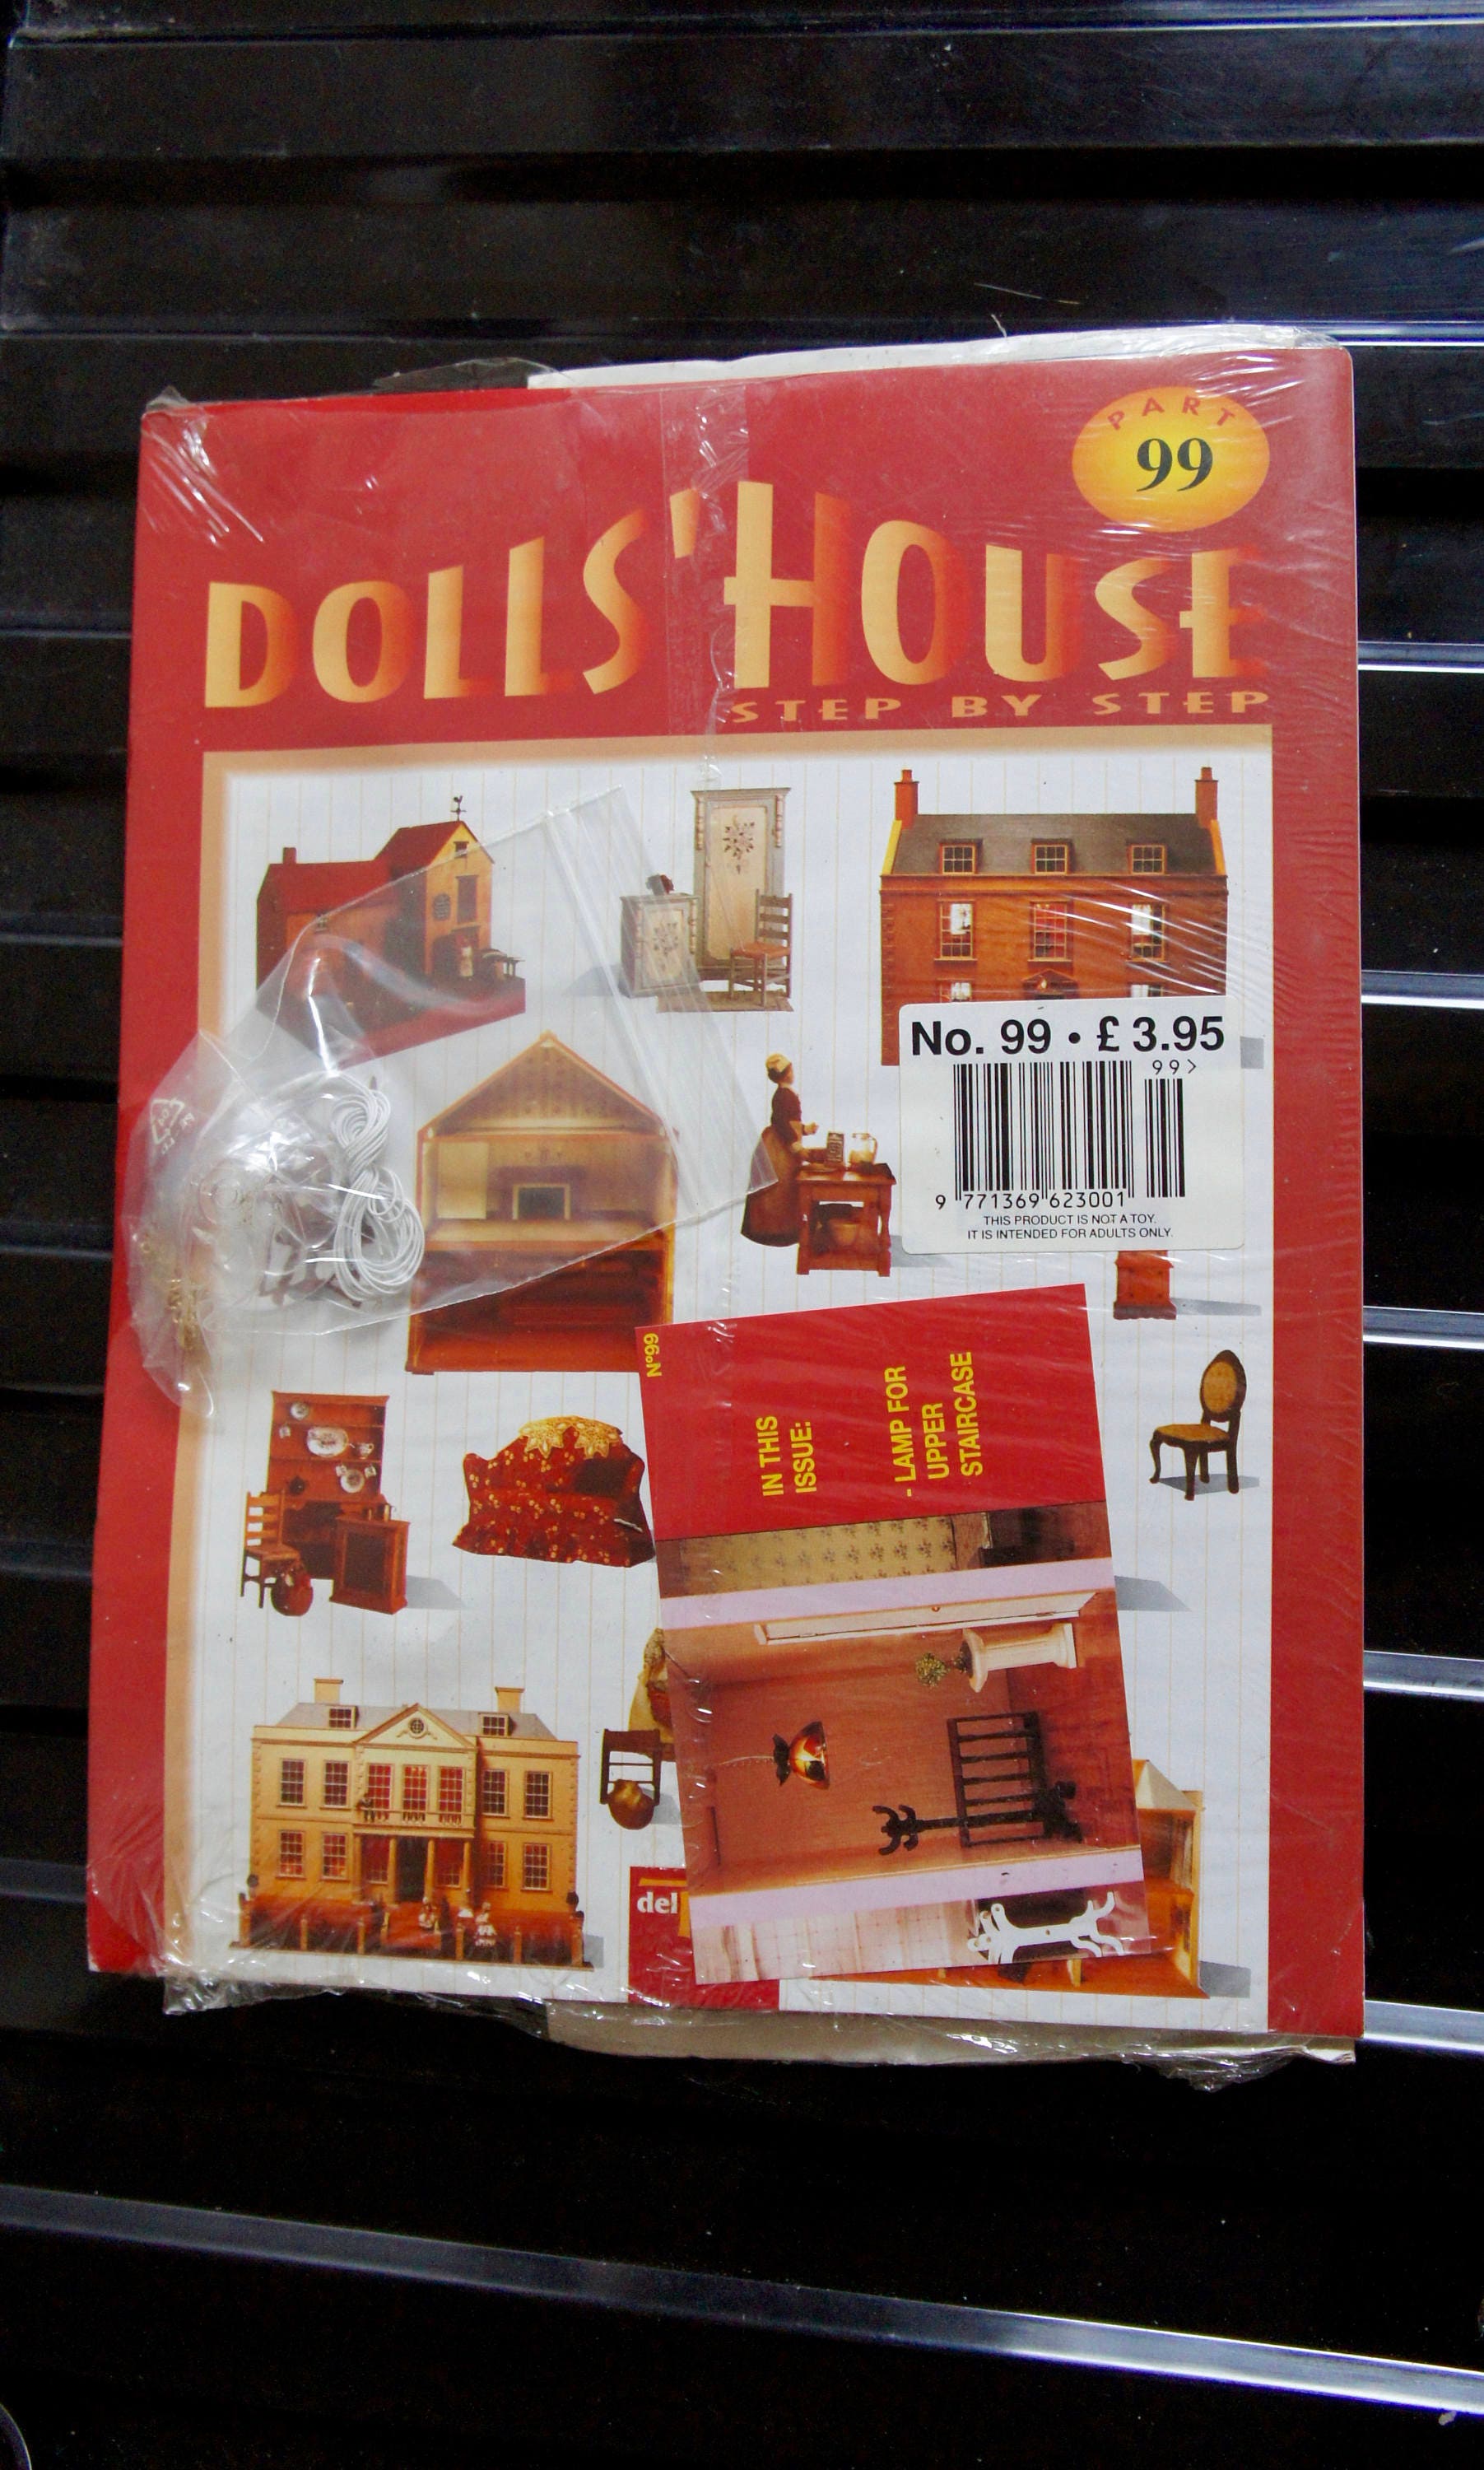 PART
99
DOLLS' HOUSE
STEP BY STEP
No. 99 • £ 3.95
99>
9 771369 623001
THIS PRODUCT IS NOT A TOY.
IT IS INTENDED FOR ADULTS ONLY.
N°99
IN THIS
ISSUE:
- LAMP FOR
UPPER
STAIRCASE
del